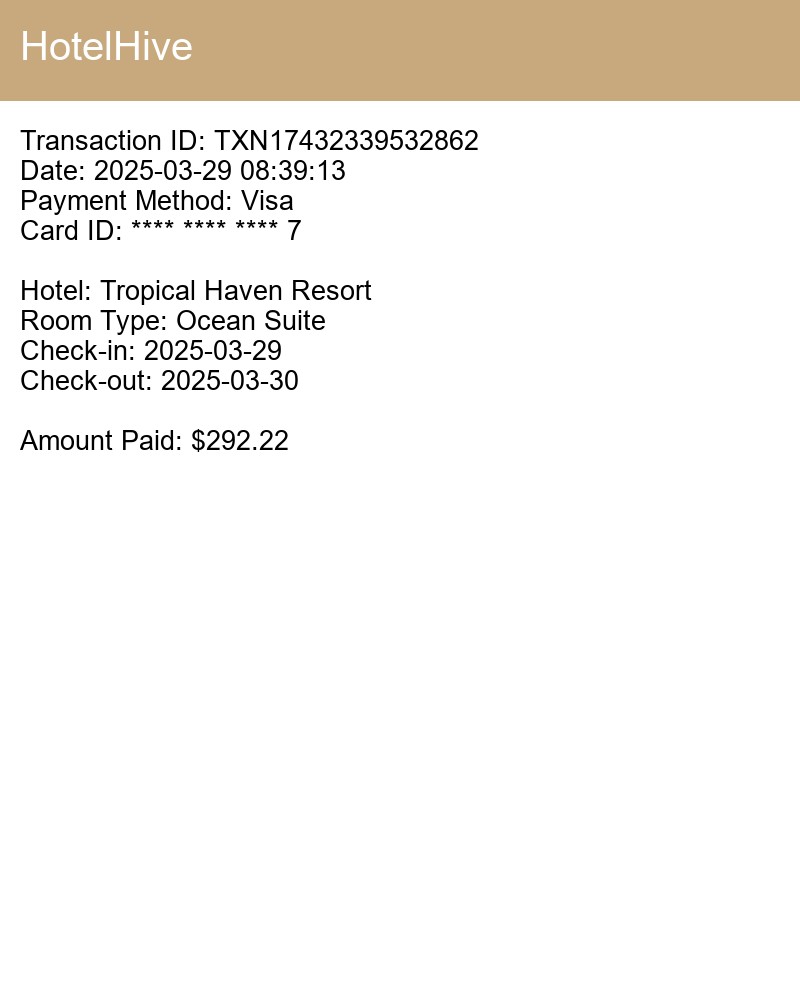 HotelHive
Transaction ID: TXN17432339532862
Date: 2025-03-29 08:39:13
Payment Method: Visa
Card ID: **** **** **** 7
Hotel: Tropical Haven Resort
Room Type: Ocean Suite
Check-in: 2025-03-29
Check-out: 2025-03-30
Amount Paid: $292.22